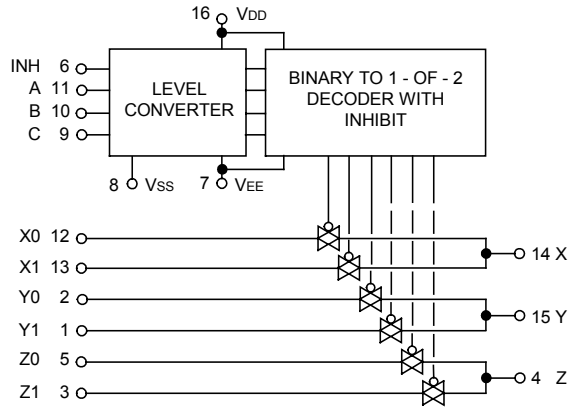 16 VDD
INH 6
A 11
B 10
C 9
LEVEL
CONVERTER
BINARY TO 1 - OF - 2
DECODER WITH
INHIBIT
8 VSS
7 VEE
X0 12
X1 13
Y0 2
Y1 1
Z0 5
Z1 3
14 X
15 Y
4 Z